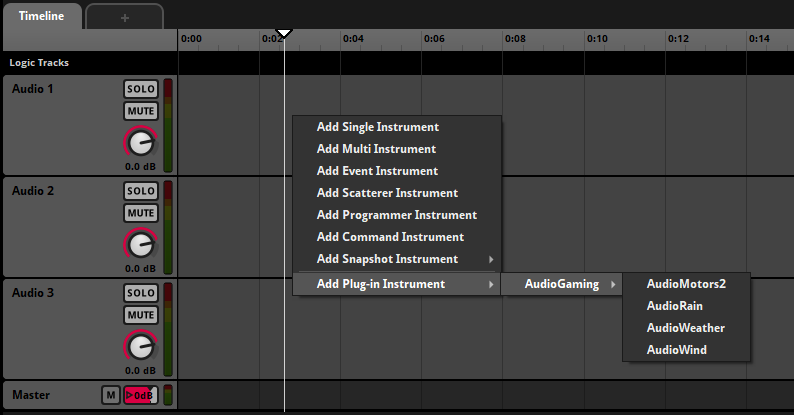 Timeline
+
0:00 0:02 0:04 0:06 0:08 0:10 0:12 0:14
Logic Tracks
Audio 1
SOLO
MUTE
0.0 dB
Audio 2
SOLO
MUTE
0.0 dB
Audio 3
SOLO
MUTE
0.0 dB
Master M 0dB
Add Single Instrument
Add Multi Instrument
Add Event Instrument
Add Scatterer Instrument
Add Programmer Instrument
Add Command Instrument
Add Snapshot Instrument
Add Plug-in Instrument
AudioGaming
AudioMotors2
AudioRain
AudioWeather
AudioWind